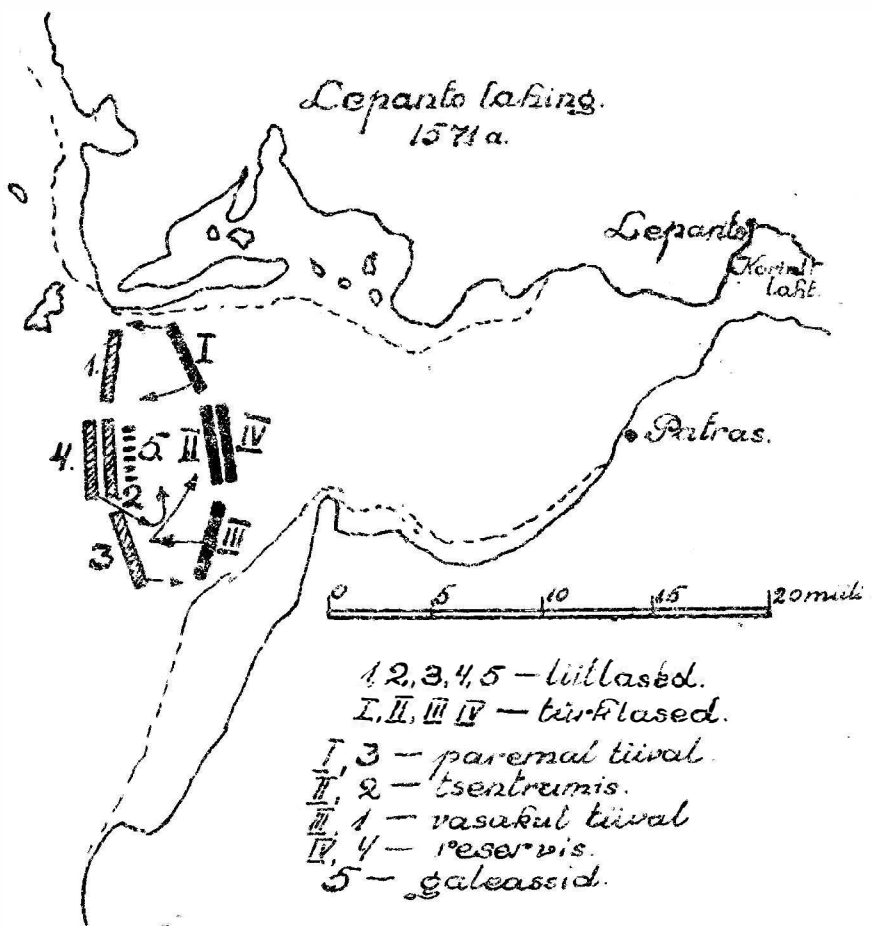 Lepanto lahing.
1571 a.
Lepanto
Korinti
laht.
1.
I
4.
5.
II
IV
2
3
III
Patras.
0 5 10 15 20 miili
1,2,3,4,5 — liitlased.
I, II, III IV — türklased.
I, 3 — paremal tiival.
II, 2 — tsentrumis.
III, 1 — vasakul tiival
IV, 4 — reservis.
5 — galeassid.